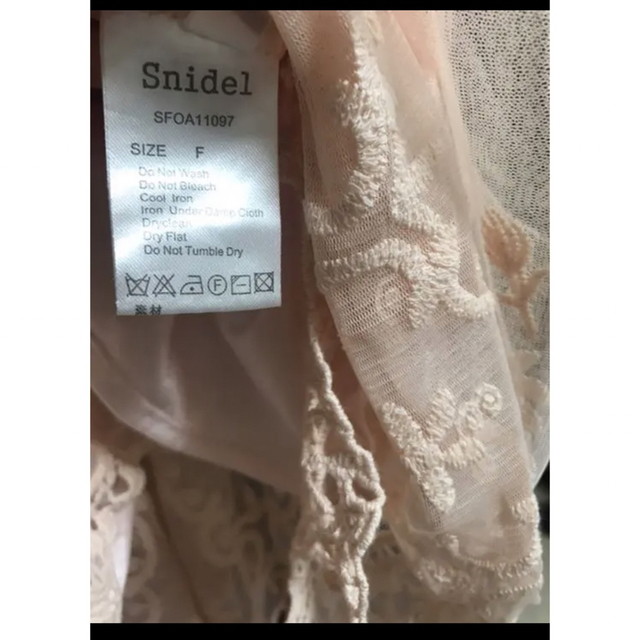 Snidel
SFOA11097
SIZE F
Do Not Wash
Do Not Bleach
Cool Iron
Iron Under Damp Cloth
Dryclean
Dry Flat
Do Not Tumble Dry
F
素材